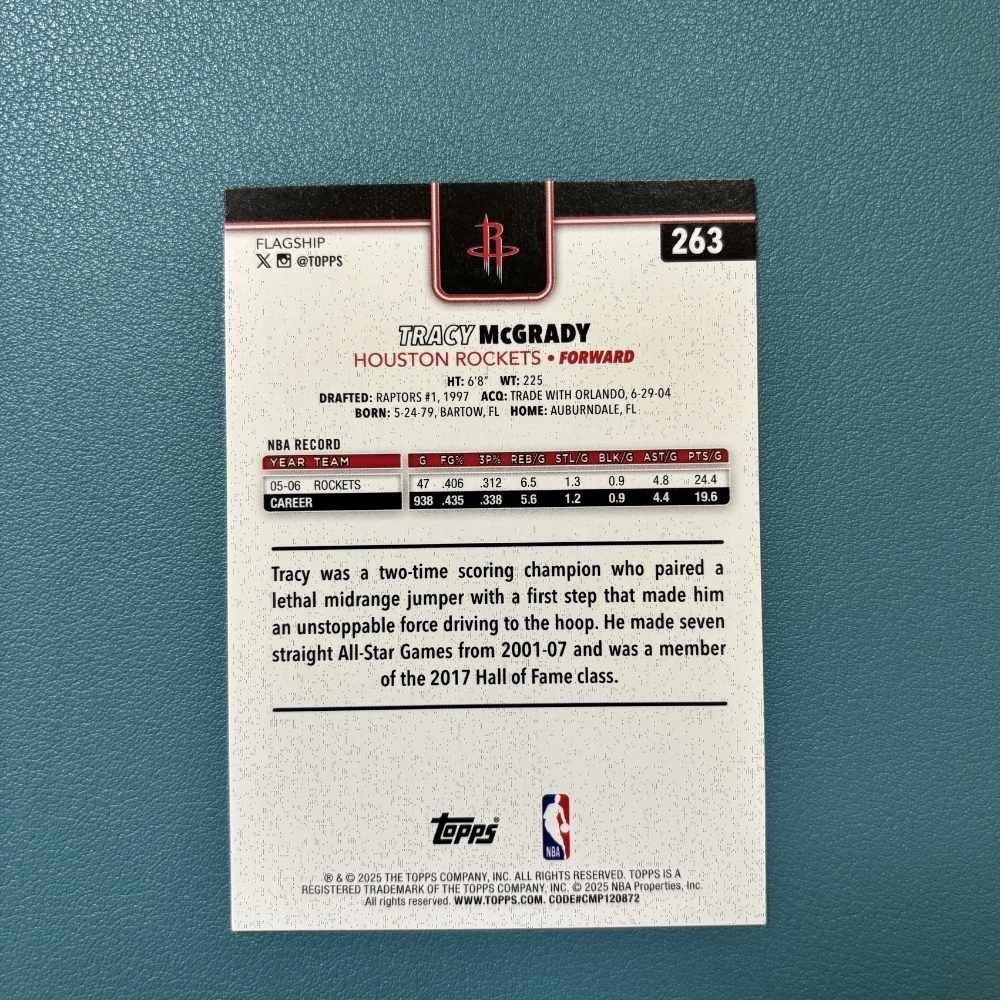 263
FLAGSHIP
X @TOPPS
TRACY McGRADY
HOUSTON ROCKETS • FORWARD
HT: 6'8" WT: 225
DRAFTED: RAPTORS #1, 1997 ACQ: TRADE WITH ORLANDO, 6-29-04
BORN: 5-24-79, BARTOW, FL HOME: AUBURNDALE, FL
NBA RECORD
YEAR TEAM G FG% 3P% REB/G STL/G BLK/G AST/G PTS/G
05-06 ROCKETS 47 .406 .312 6.5 1.3 0.9 4.8 24.4
CAREER 938 .435 .338 5.6 1.2 0.9 4.4 19.6
Tracy was a two-time scoring champion who paired a
lethal midrange jumper with a first step that made him
an unstoppable force driving to the hoop. He made seven
straight All-Star Games from 2001-07 and was a member
of the 2017 Hall of Fame class.
Topps® NBA
® & © 2025 THE TOPPS COMPANY, INC. ALL RIGHTS RESERVED. TOPPS IS A
REGISTERED TRADEMARK OF THE TOPPS COMPANY, INC. © 2025 NBA Properties, Inc.
All rights reserved. WWW.TOPPS.COM. CODE#CMP120872